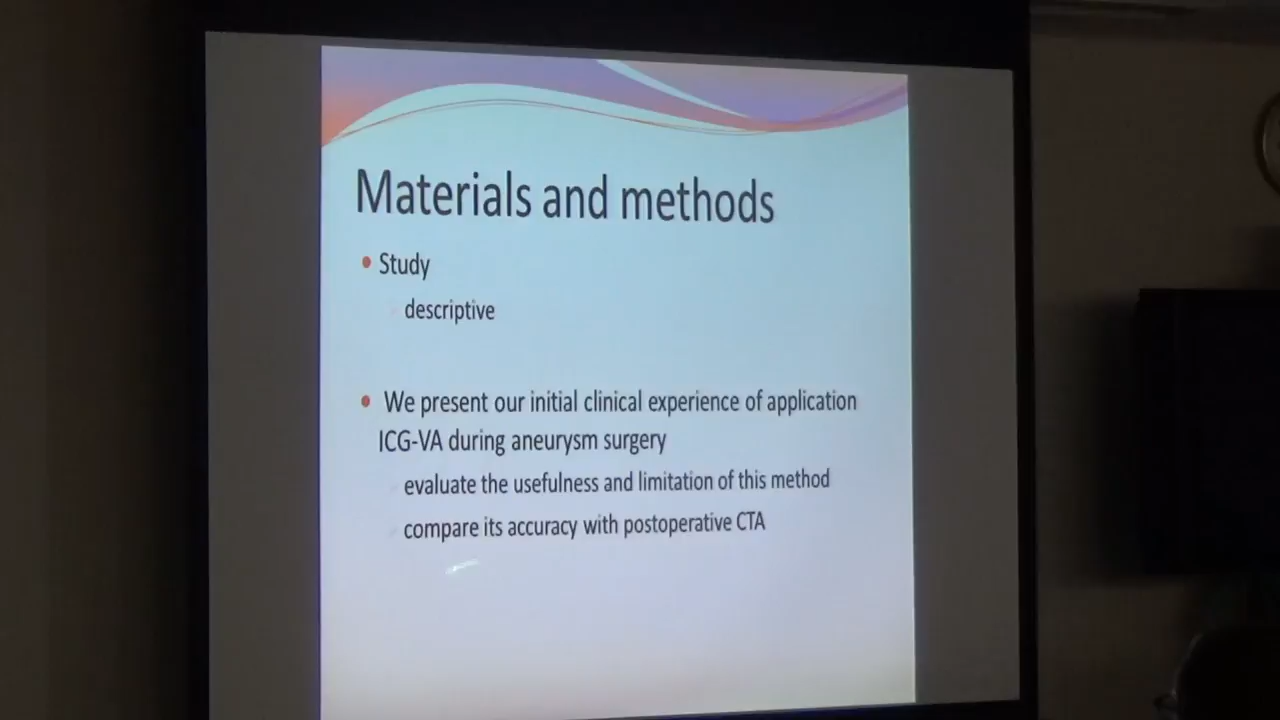 Materials and methods
• Study
descriptive
• We present our initial clinical experience of application
ICG-VA during aneurysm surgery
evaluate the usefulness and limitation of this method
compare its accuracy with postoperative CTA